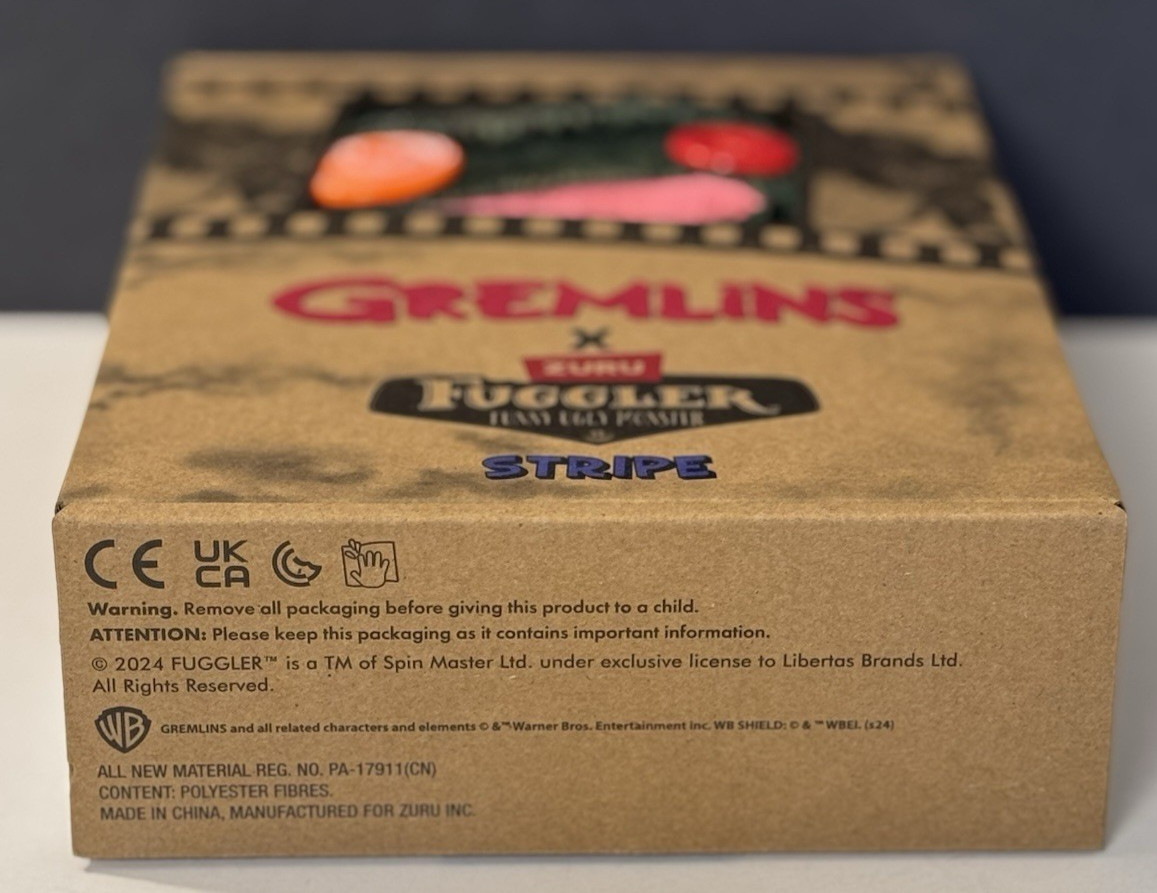 GREMLINS
X
ZURU
FUGGLER
FUNNY UGLY MONSTER
STRIPE
CE UK CA
Warning. Remove all packaging before giving this product to a child.
ATTENTION: Please keep this packaging as it contains important information.
© 2024 FUGGLER™ is a TM of Spin Master Ltd. under exclusive license to Libertas Brands Ltd.
All Rights Reserved.
WB GREMLINS and all related characters and elements © & ™ Warner Bros. Entertainment Inc. WB SHIELD: © & ™ WBEI. (s24)
ALL NEW MATERIAL REG. NO. PA-17911(CN)
CONTENT: POLYESTER FIBRES.
MADE IN CHINA, MANUFACTURED FOR ZURU INC.